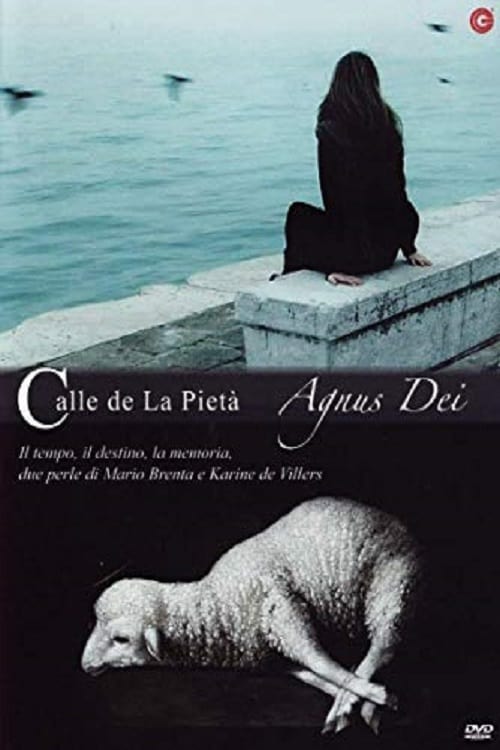 Calle de La Pietà
Agnus Dei
Il tempo, il destino, la memoria,
due perle di Mario Brenta e Karine de Villers
DVD